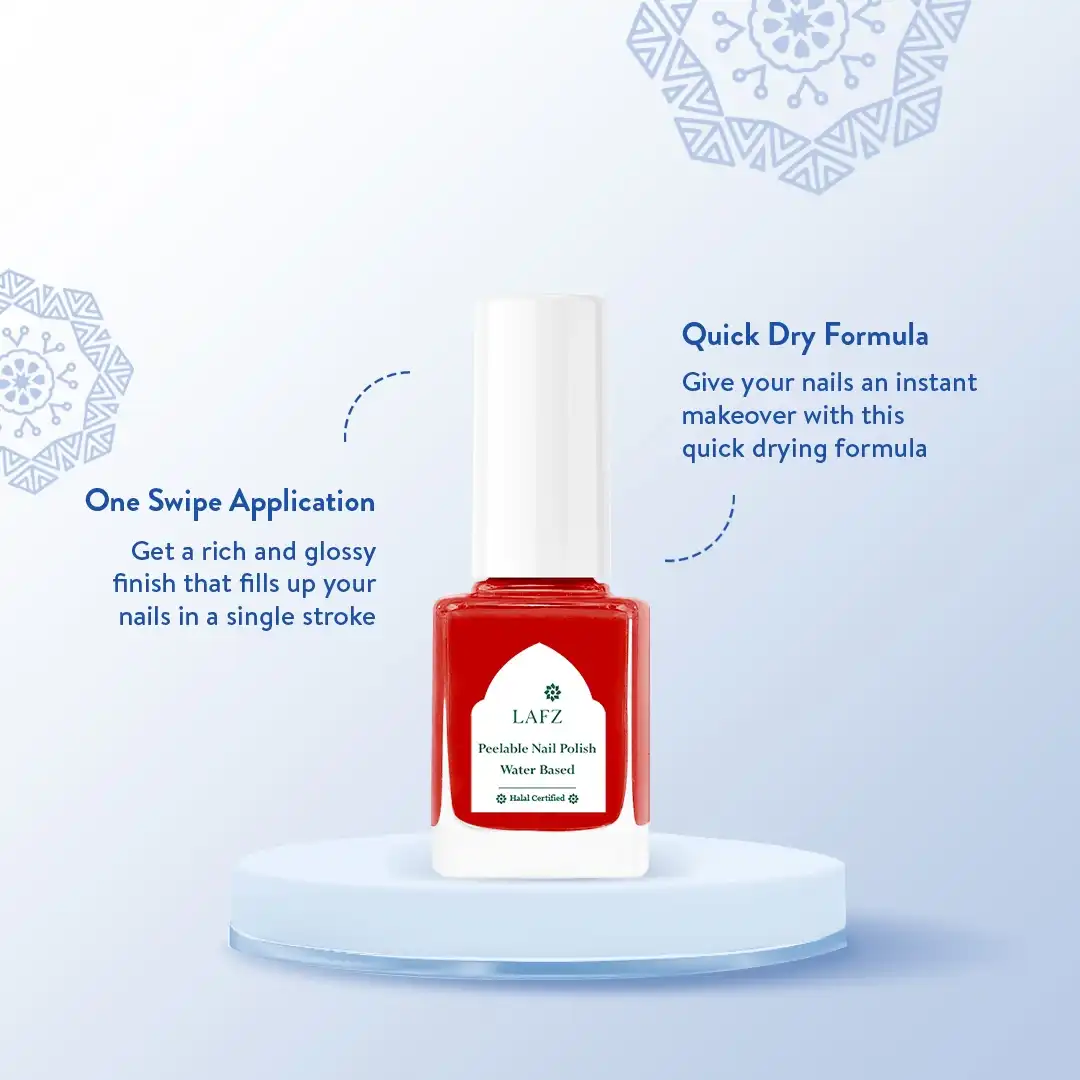 Quick Dry Formula
Give your nails an instant
makeover with this
quick drying formula
One Swipe Application
Get a rich and glossy
finish that fills up your
nails in a single stroke
LAFZ
Peelable Nail Polish
Water Based
Halal Certified